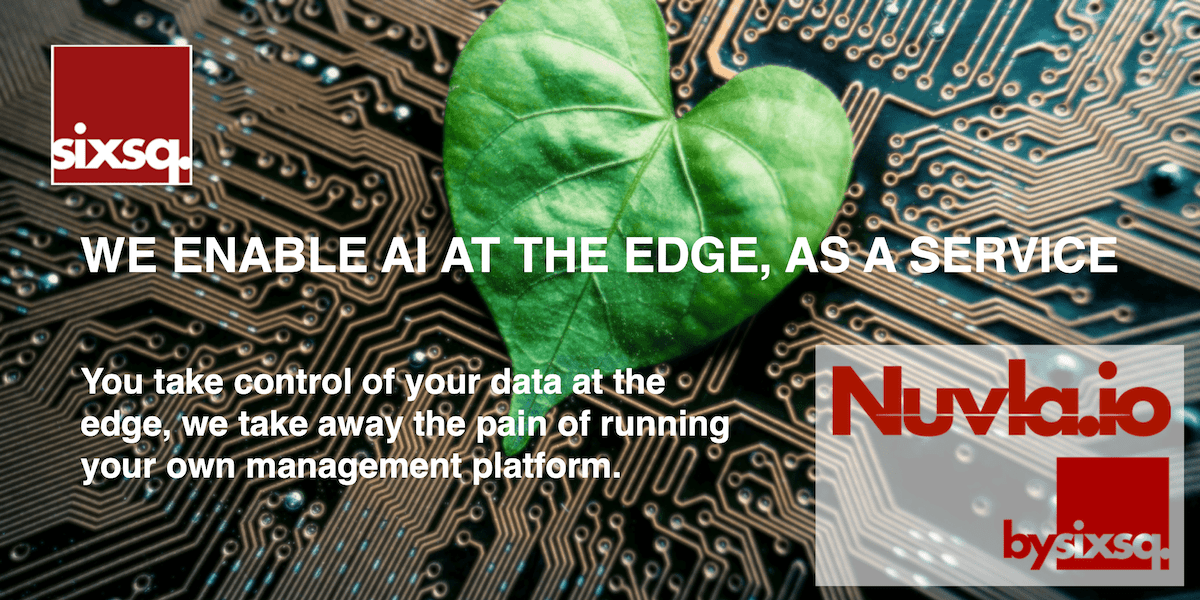 sixsq.
WE ENABLE AI AT THE EDGE, AS A SERVICE
You take control of your data at the
edge, we take away the pain of running
your own management platform.
Nuvla.io
bysixsq.